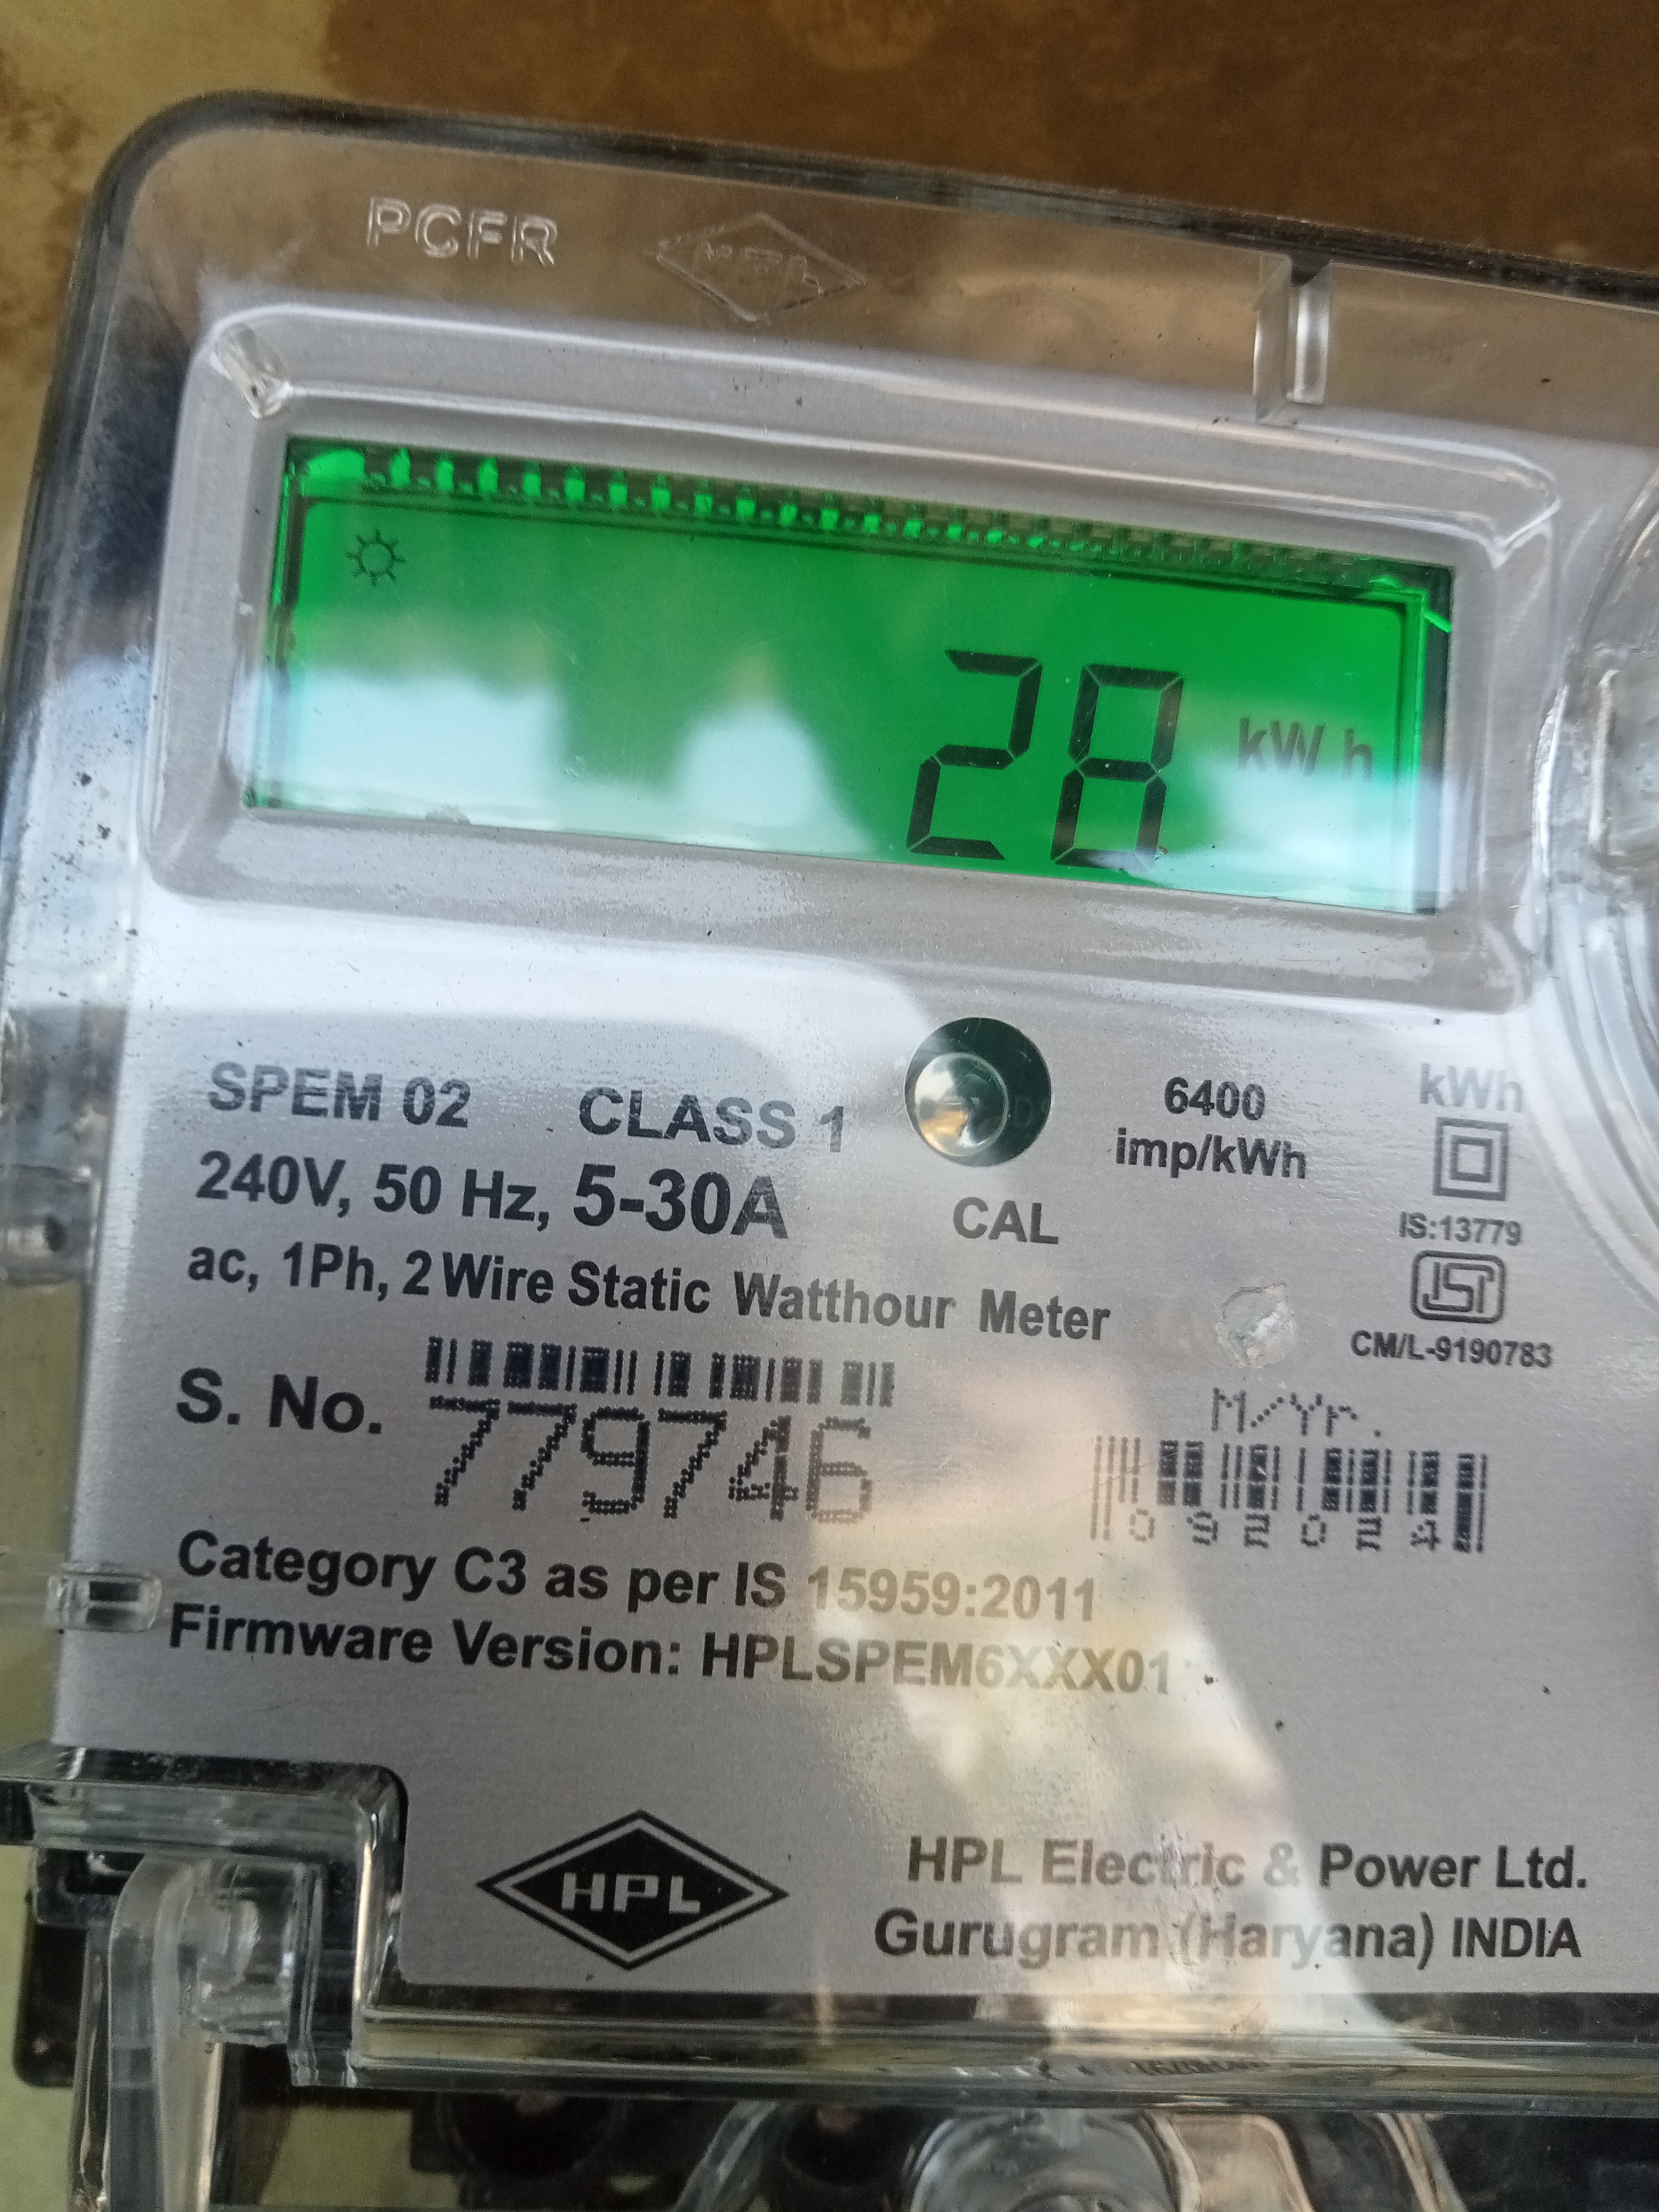 PCFR
HPL
28 kW h
SPEM 02 CLASS 1
240V, 50 Hz, 5-30A
ac, 1Ph, 2 Wire Static Watthour Meter
CAL
6400
imp/kWh
kWh
IS:13779
ISI
CM/L-9190783
S. No. 779746
M/Yr.
Category C3 as per IS 15959:2011
Firmware Version: HPLSPEM6XXX01
HPL
HPL Electric & Power Ltd.
Gurugram (Haryana) INDIA